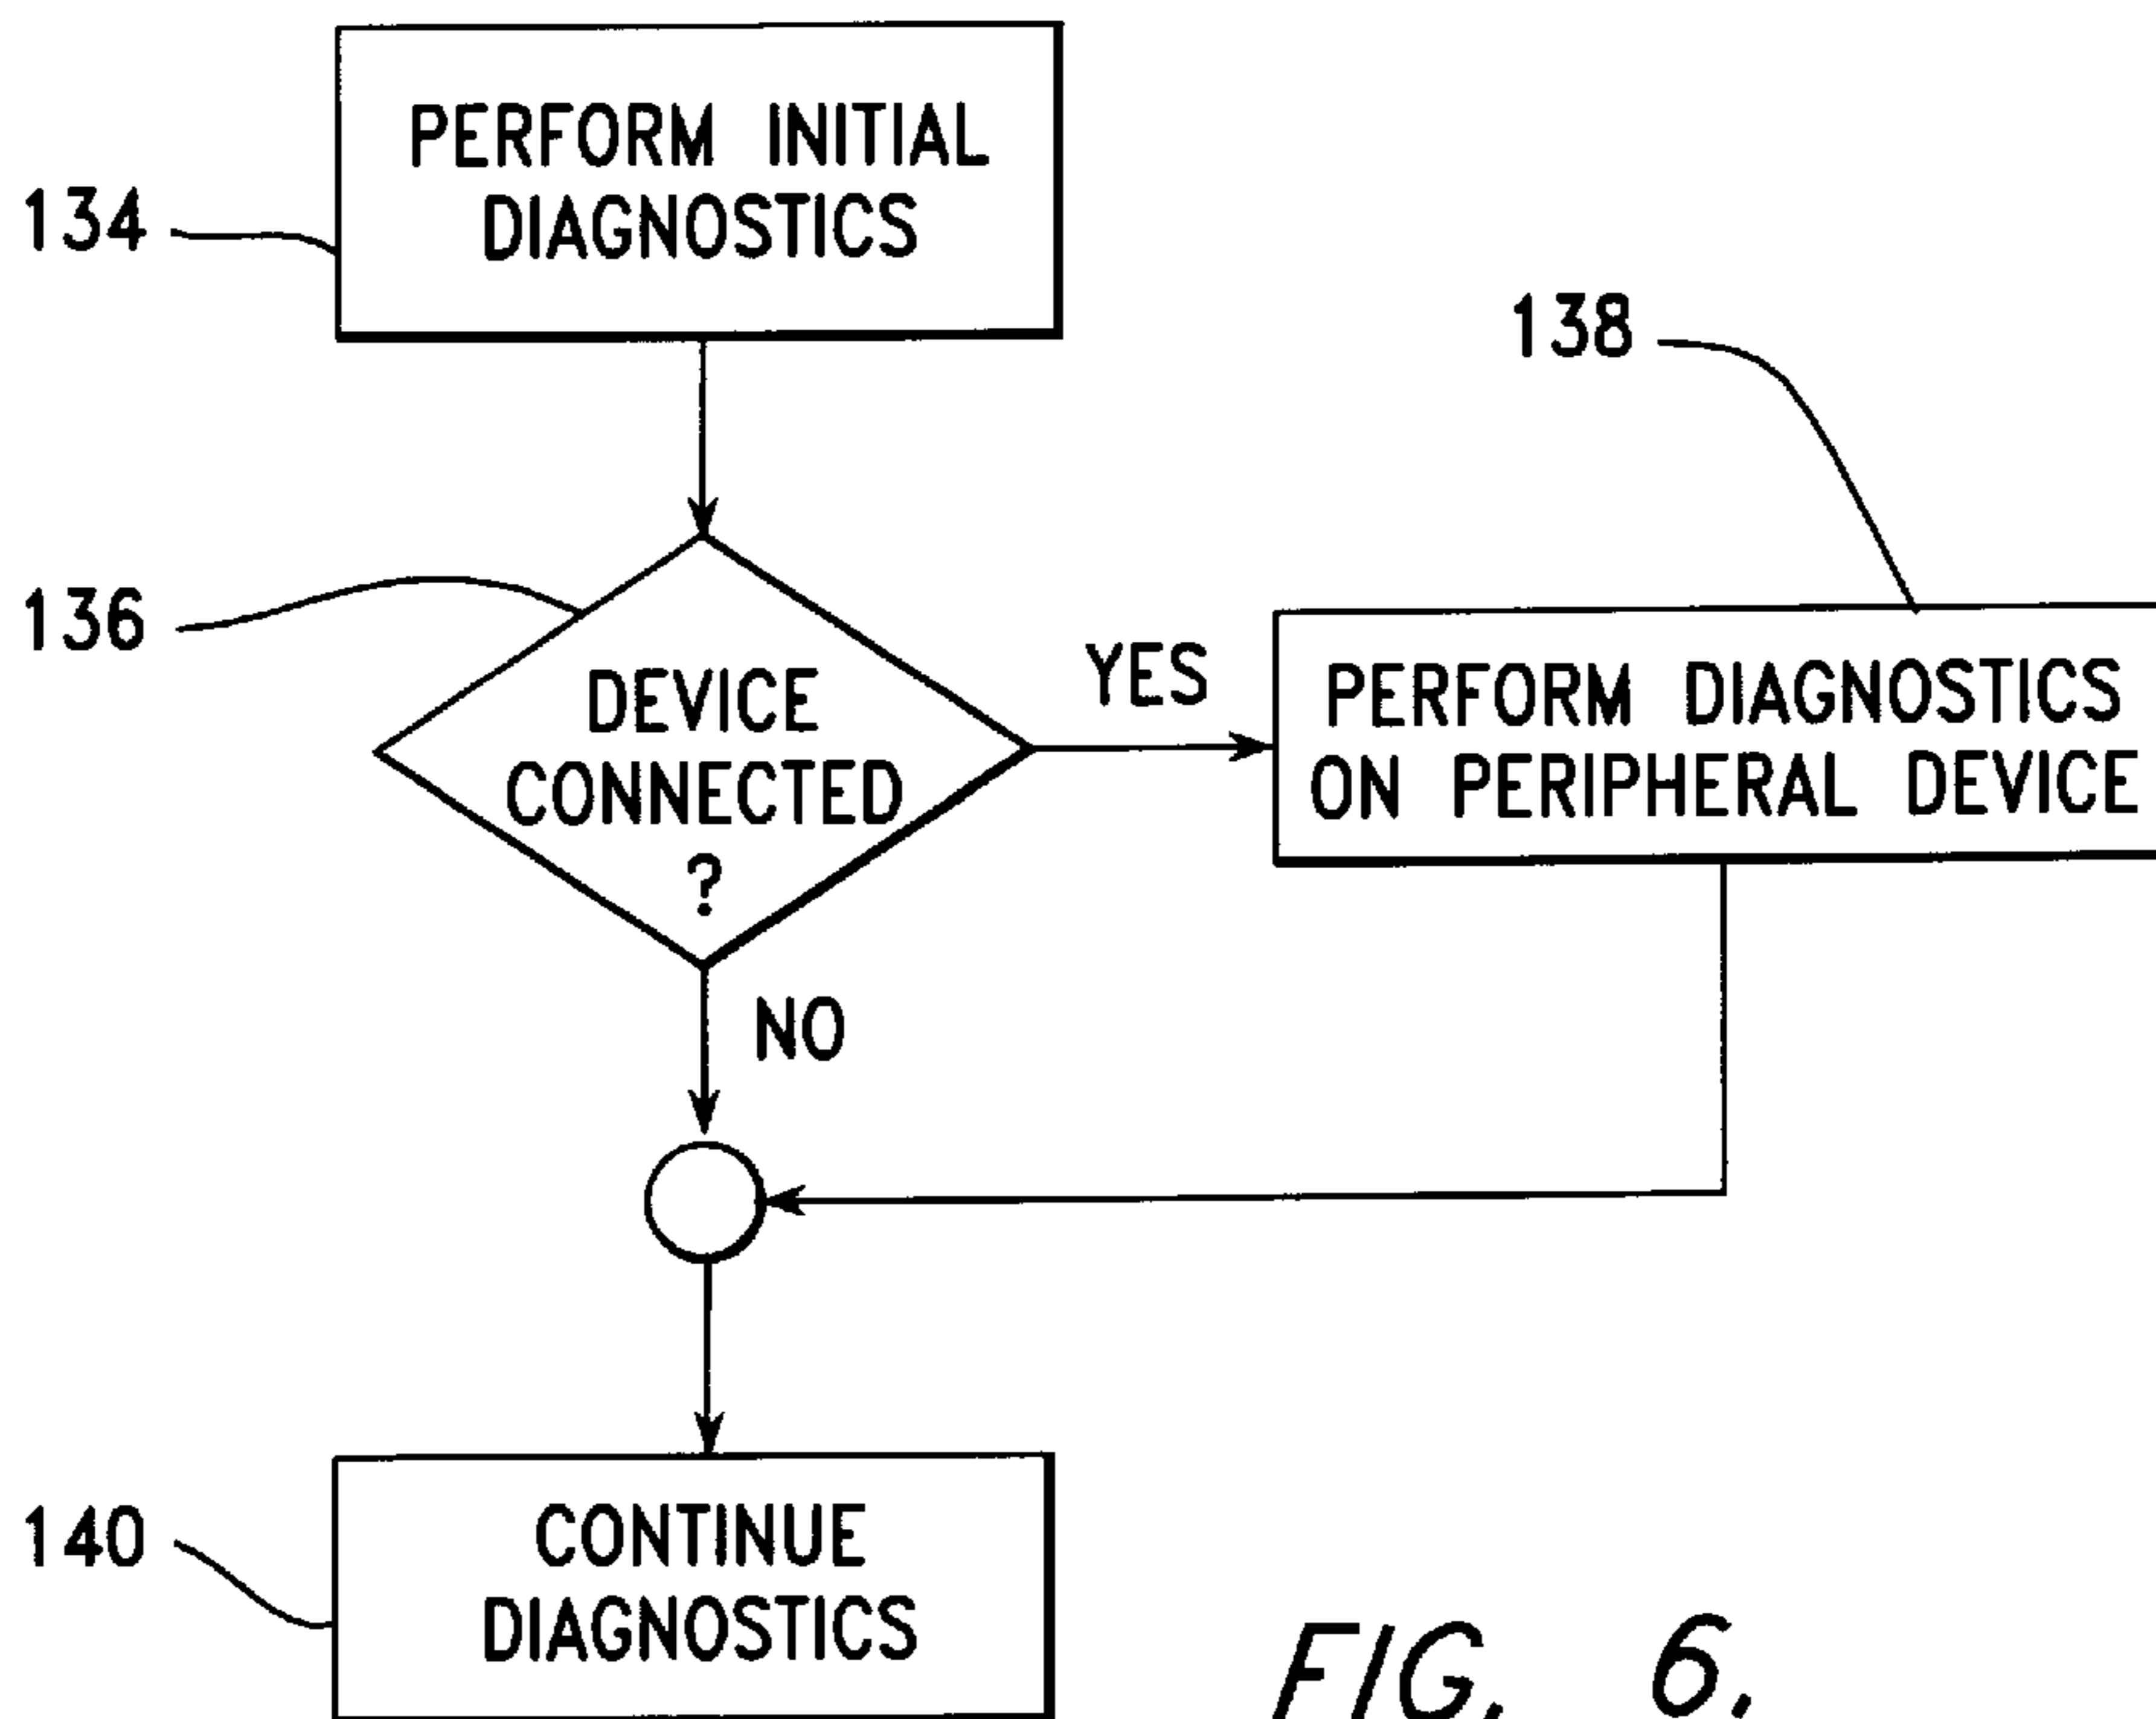 PERFORM INITIAL
DIAGNOSTICS
134
138
136
DEVICE
CONNECTED
?
YES
PERFORM DIAGNOSTICS
ON PERIPHERAL DEVICE
NO
140
CONTINUE
DIAGNOSTICS
FIG. 6.